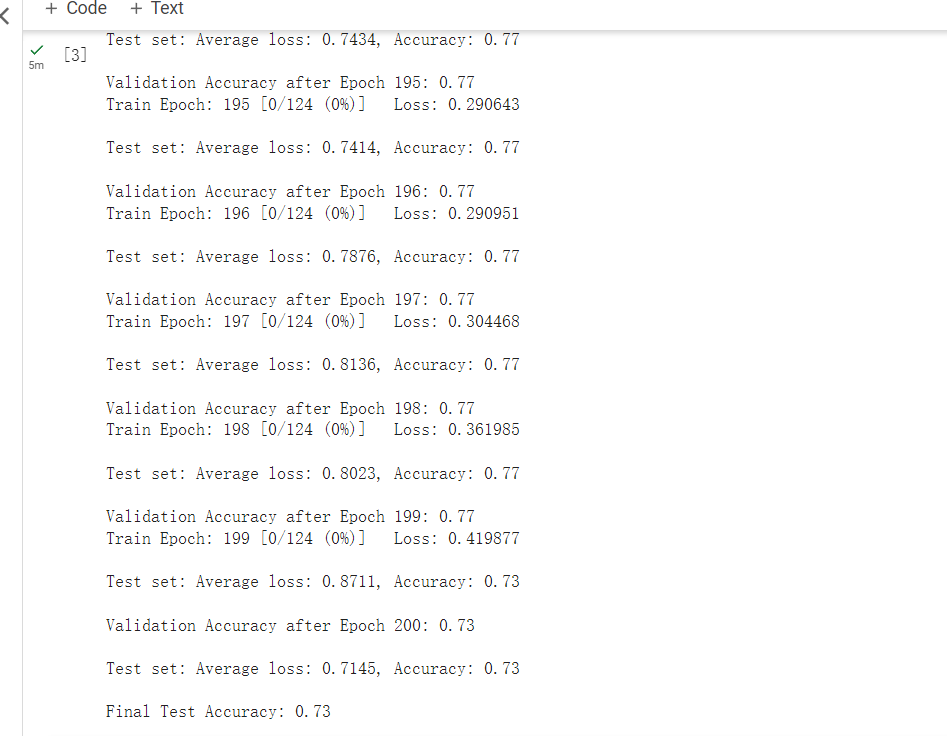 + Code + Text
Test set: Average loss: 0.7434, Accuracy: 0.77
5m
[3]
Validation Accuracy after Epoch 195: 0.77
Train Epoch: 195 [0/124 (0%)] Loss: 0.290643
Test set: Average loss: 0.7414, Accuracy: 0.77
Validation Accuracy after Epoch 196: 0.77
Train Epoch: 196 [0/124 (0%)] Loss: 0.290951
Test set: Average loss: 0.7876, Accuracy: 0.77
Validation Accuracy after Epoch 197: 0.77
Train Epoch: 197 [0/124 (0%)] Loss: 0.304468
Test set: Average loss: 0.8136, Accuracy: 0.77
Validation Accuracy after Epoch 198: 0.77
Train Epoch: 198 [0/124 (0%)] Loss: 0.361985
Test set: Average loss: 0.8023, Accuracy: 0.77
Validation Accuracy after Epoch 199: 0.77
Train Epoch: 199 [0/124 (0%)] Loss: 0.419877
Test set: Average loss: 0.8711, Accuracy: 0.73
Validation Accuracy after Epoch 200: 0.73
Test set: Average loss: 0.7145, Accuracy: 0.73
Final Test Accuracy: 0.73